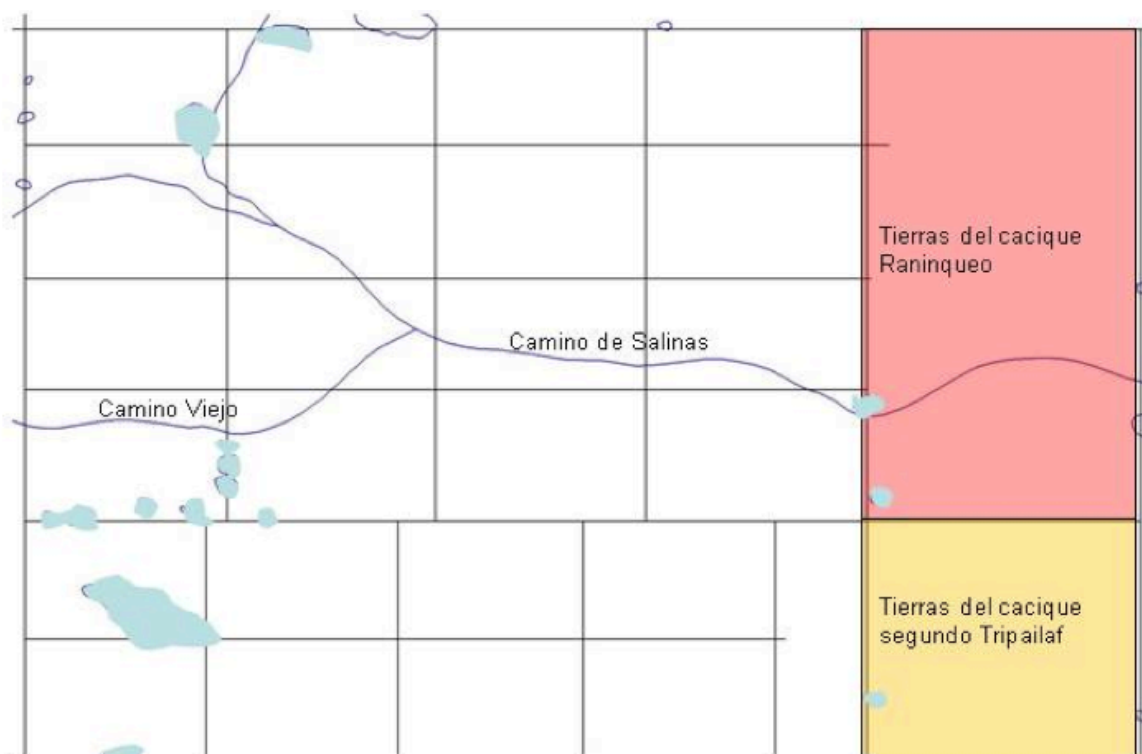 Tierras del cacique
Raninqueo
Camino de Salinas
Camino Viejo
Tierras del cacique
segundo Tripailaf